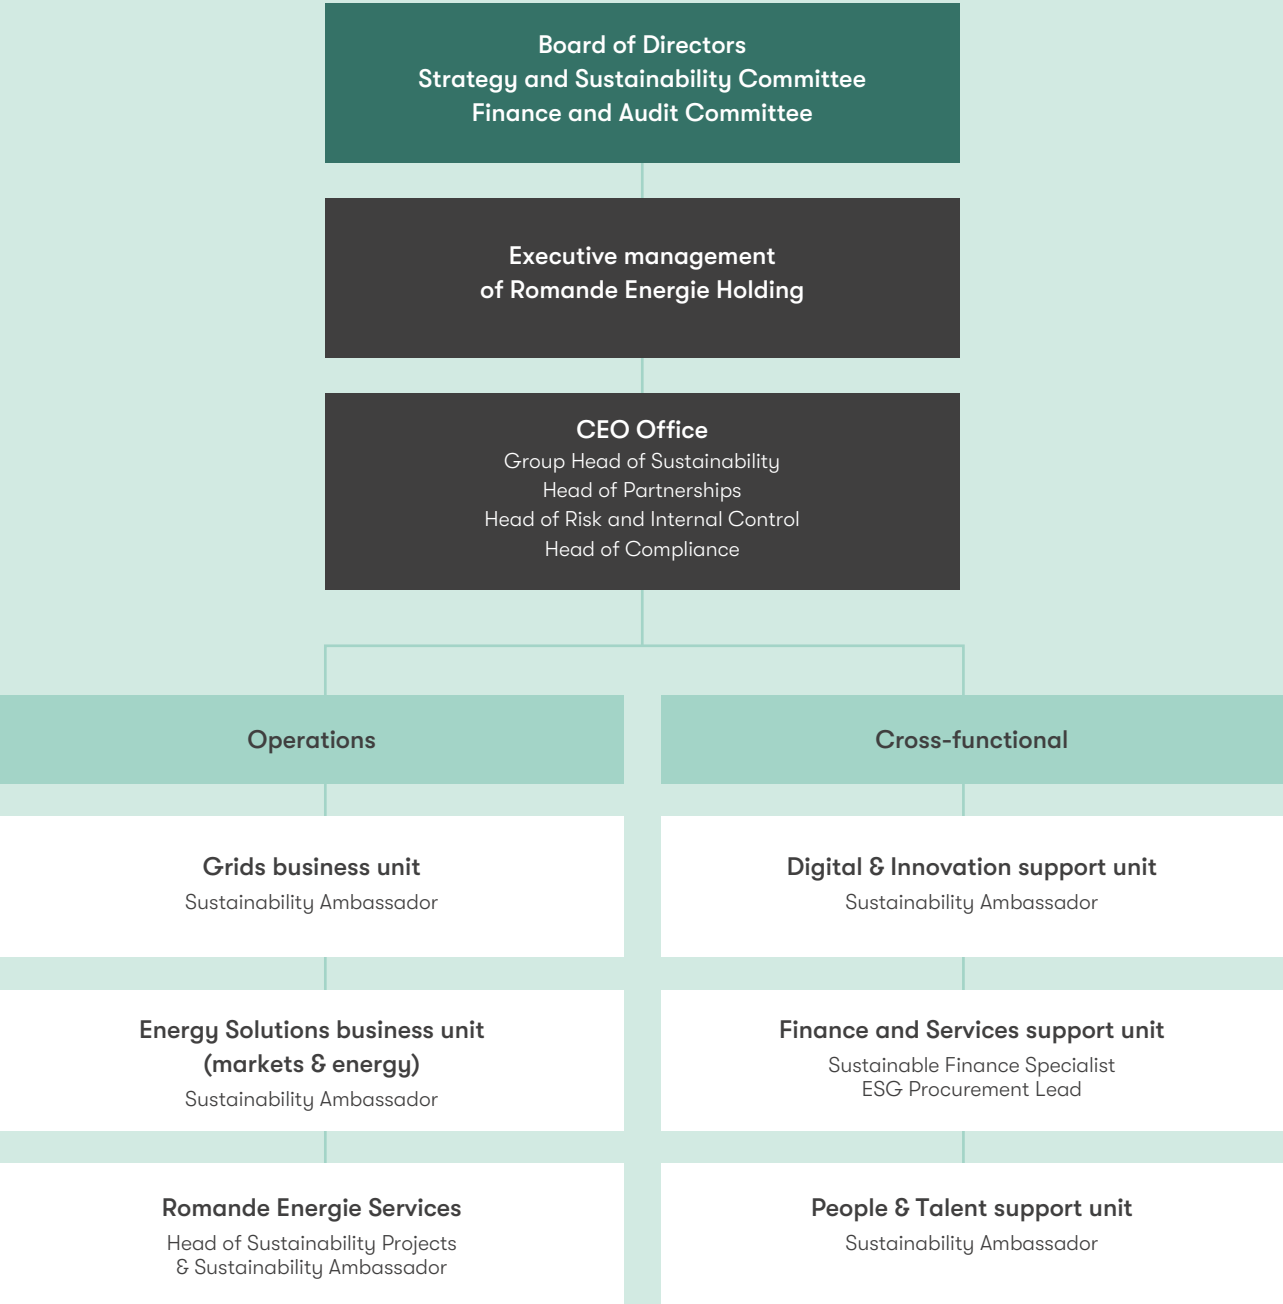 Board of Directors
Strategy and Sustainability Committee
Finance and Audit Committee
Executive management
of Romande Energie Holding
CEO Office
Group Head of Sustainability
Head of Partnerships
Head of Risk and Internal Control
Head of Compliance
Operations
Cross-functional
Grids business unit
Sustainability Ambassador
Digital & Innovation support unit
Sustainability Ambassador
Energy Solutions business unit
(markets & energy)
Sustainability Ambassador
Finance and Services support unit
Sustainable Finance Specialist
ESG Procurement Lead
Romande Energie Services
Head of Sustainability Projects
& Sustainability Ambassador
People & Talent support unit
Sustainability Ambassador